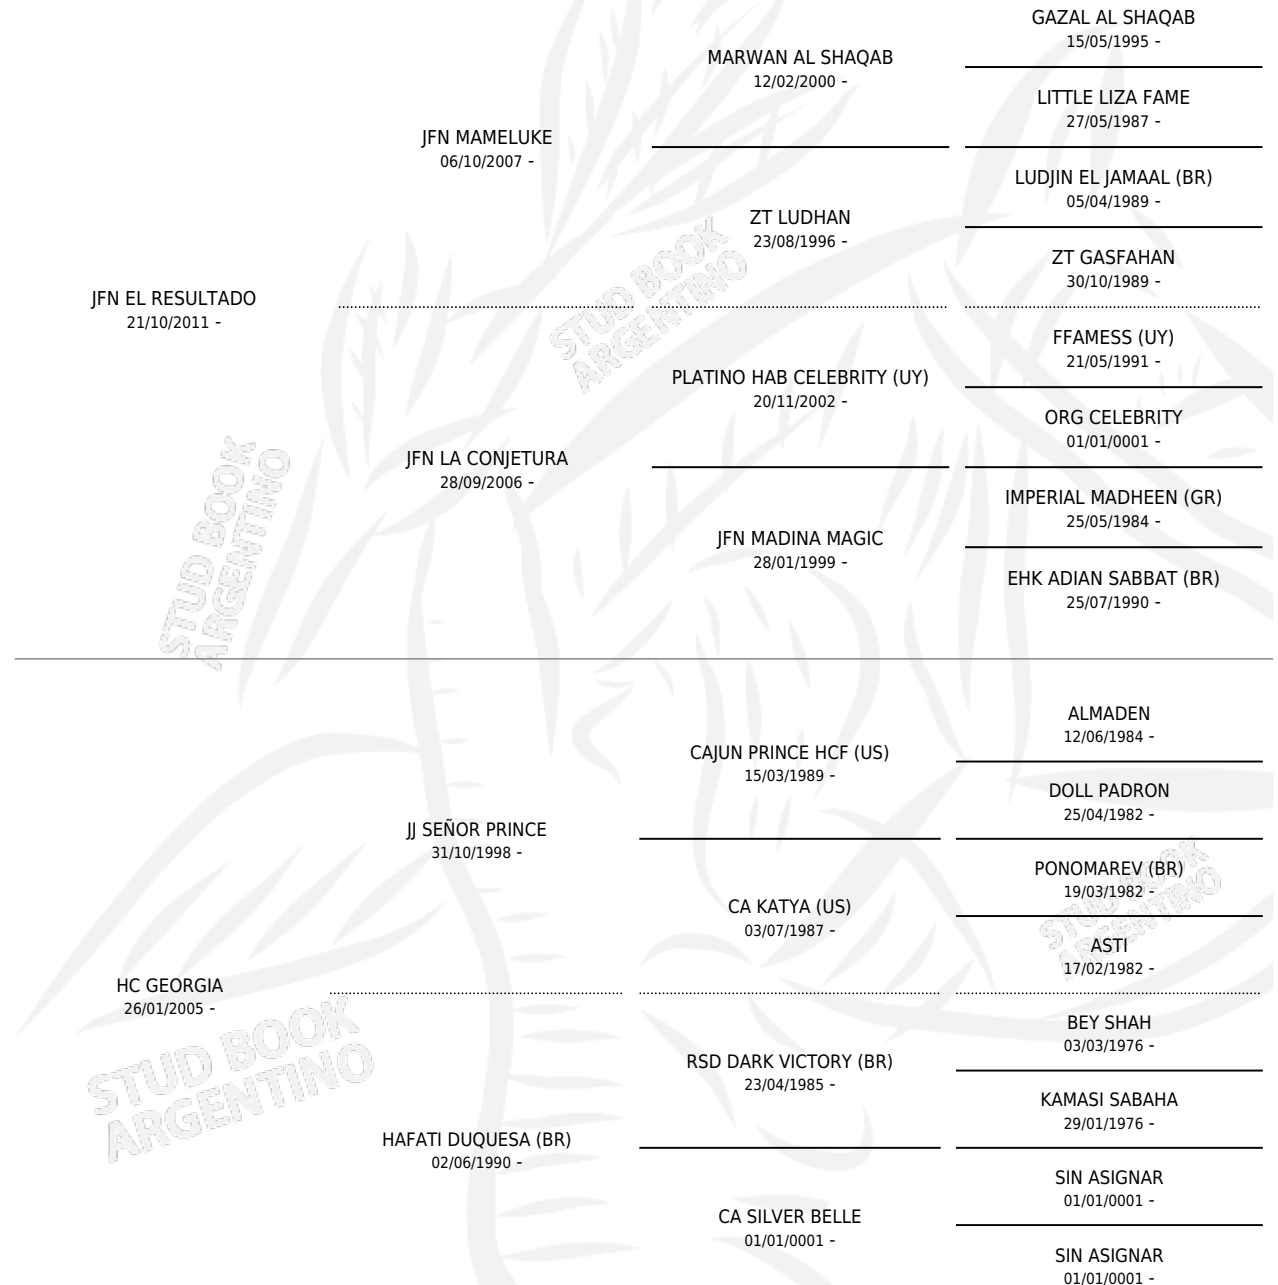 GAZAL AL SHAQAB
15/05/1995 -
MARWAN AL SHAQAB
12/02/2000 -
LITTLE LIZA FAME
27/05/1987 -
JFN MAMELUKE
06/10/2007 -
LUDJIN EL JAMAAL (BR)
05/04/1989 -
ZT LUDHAN
23/08/1996 -
ZT GASFAHAN
30/10/1989 -
JFN EL RESULTADO
21/10/2011 -
FFAMESS (UY)
21/05/1991 -
PLATINO HAB CELEBRITY (UY)
20/11/2002 -
ORG CELEBRITY
01/01/0001 -
JFN LA CONJETURA
28/09/2006 -
IMPERIAL MADHEEN (GR)
25/05/1984 -
JFN MADINA MAGIC
28/01/1999 -
EHK ADIAN SABBAT (BR)
25/07/1990 -
ALMADEN
12/06/1984 -
CAJUN PRINCE HCF (US)
15/03/1989 -
DOLL PADRON
25/04/1982 -
JJ SEÑOR PRINCE
31/10/1998 -
PONOMAREV (BR)
19/03/1982 -
CA KATYA (US)
03/07/1987 -
ASTI
17/02/1982 -
HC GEORGIA
26/01/2005 -
BEY SHAH
03/03/1976 -
RSD DARK VICTORY (BR)
23/04/1985 -
KAMASI SABAHA
29/01/1976 -
HAFATI DUQUESA (BR)
02/06/1990 -
SIN ASIGNAR
01/01/0001 -
CA SILVER BELLE
01/01/0001 -
SIN ASIGNAR
01/01/0001 -
STUD BOOK
ARGENTINO
STUD BOOK
ARGENTINO
STUD BOOK
ARGENTINO
STUD BOOK
ARGENTINO